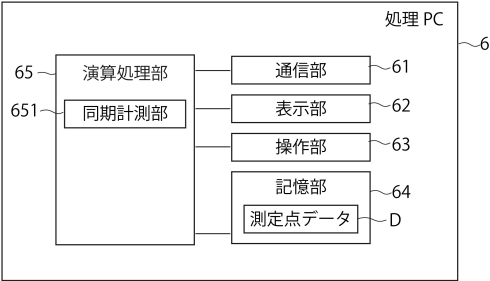 処理 PC
6
65
演算処理部
651
同期計測部
通信部
61
表示部
62
操作部
63
記憶部
64
測定点データ
D